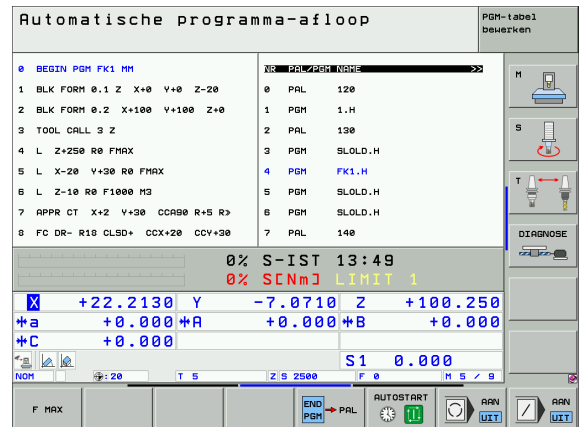 Automatische programma-afloop
PGM-tabel
bewerken
0 BEGIN PGM FK1 MM
1 BLK FORM 0.1 Z X+0 Y+0 Z-20
2 BLK FORM 0.2 X+100 Y+100 Z+0
3 TOOL CALL 3 Z
4 L Z+250 R0 FMAX
5 L X-20 Y+30 R0 FMAX
6 L Z-10 R0 F1000 M3
7 APPR CT X+2 Y+30 CCA90 R+5 R»
8 FC DR- R18 CLSD+ CCX+20 CCY+30
NR PAL/PGM NAME >>
0 PAL 120
1 PGM 1.H
2 PAL 130
3 PGM SLOLD.H
4 PGM FK1.H
5 PGM SLOLD.H
6 PGM SLOLD.H
7 PAL 140
M
S
T
DIAGNOSE
0% S-IST 13:49
0% S[Nm] LIMIT 1
X +22.2130 Y -7.0710 Z +100.250
a +0.000 A +0.000 B +0.000
C +0.000
S1 0.000
NOM 20 T 5 Z S 2500 F 0 M 5 / 9
F MAX
END
PGM → PAL
AUTOSTART
AAN
UIT
AAN
UIT